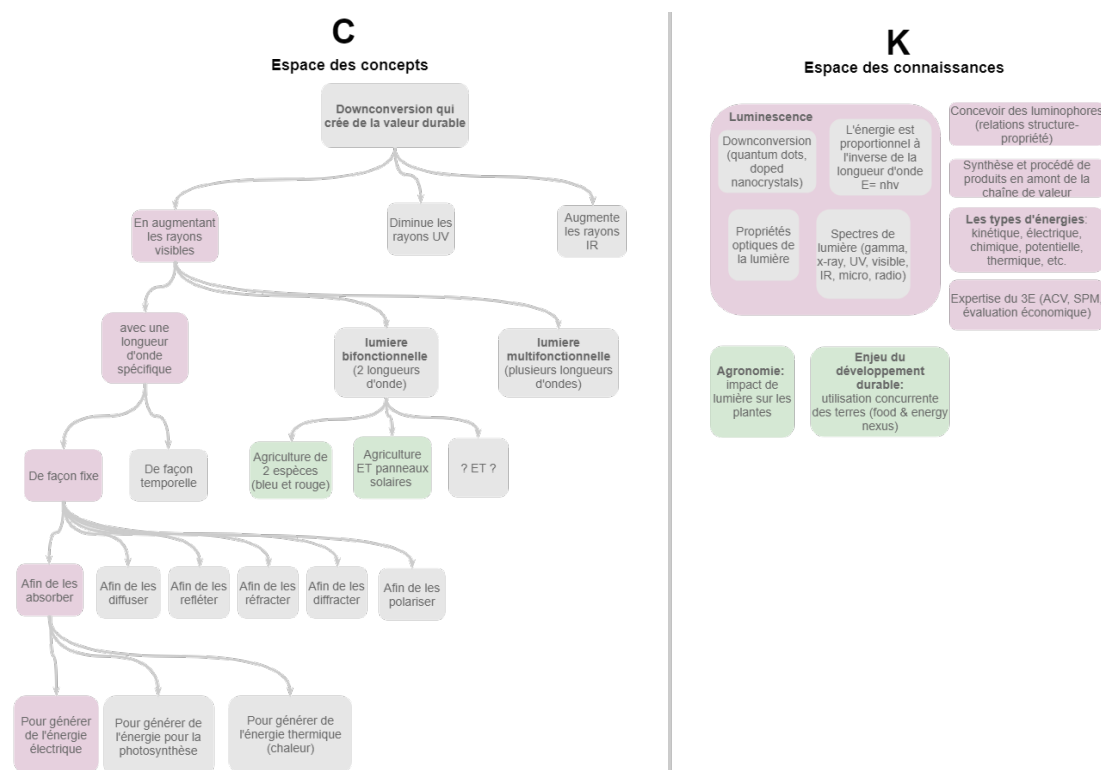 C
Espace des concepts
Downconversion qui
crée de la valeur durable
En augmentant
les rayons
visibles
Diminue les
rayons UV
Augmente
les rayons
IR
avec une
longueur
d'onde
spécifique
lumière
bifonctionnelle
(2 longueurs
d'onde)
lumiere
multifonctionnelle
(plusieurs longueurs
d'ondes)
De façon fixe
De façon
temporelle
Agriculture de
2 espèces
(bleu et rouge)
Agriculture
ET panneaux
solaires
? ET ?
Afin de les
absorber
Afin de les
diffuser
Afin de les
refléter
Afin de les
réfracter
Afin de les
diffracter
Afin de les
polariser
Pour générer
de l'énergie
électrique
Pour générer de
l'énergie pour la
photosynthèse
Pour générer de
l'énergie thermique
(chaleur)
K
Espace des connaissances
Luminescence
Downconversion
(quantum dots,
doped
nanocrystals)
L'énergie est
proportionnel à
l'inverse de la
longueur d'onde
E= nhv
Propriétés
optiques de
la lumière
Spectres de
lumière (gamma,
x-ray, UV, visible,
IR, micro, radio)
Concevoir des luminophores
(relations structure-
propriété)
Synthèse et procédé de
produits en amont de la
chaîne de valeur
Les types d'énergies:
kinétique, électrique,
chimique, potentielle,
thermique, etc.
Expertise du 3E (ACV, SPM,
évaluation économique)
Agronomie:
impact de
lumière sur les
plantes
Enjeu du
développement
durable:
utilisation concurrente
des terres (food & energy
nexus)